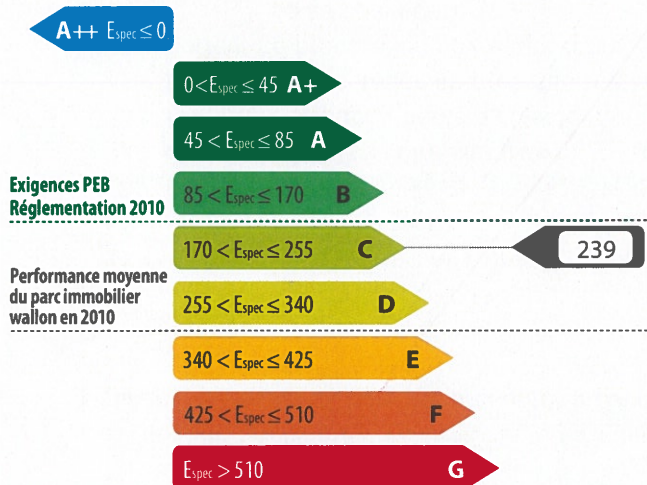 A++ Espec ≤ 0
0 < Espec ≤ 45 A+
45 < Espec ≤ 85 A
Exigences PEB
Réglementation 2010
85 < Espec ≤ 170 B
170 < Espec ≤ 255 C
239
Performance moyenne
du parc immobilier
wallon en 2010
255 < Espec ≤ 340 D
340 < Espec ≤ 425 E
425 < Espec ≤ 510 F
Espec > 510 G